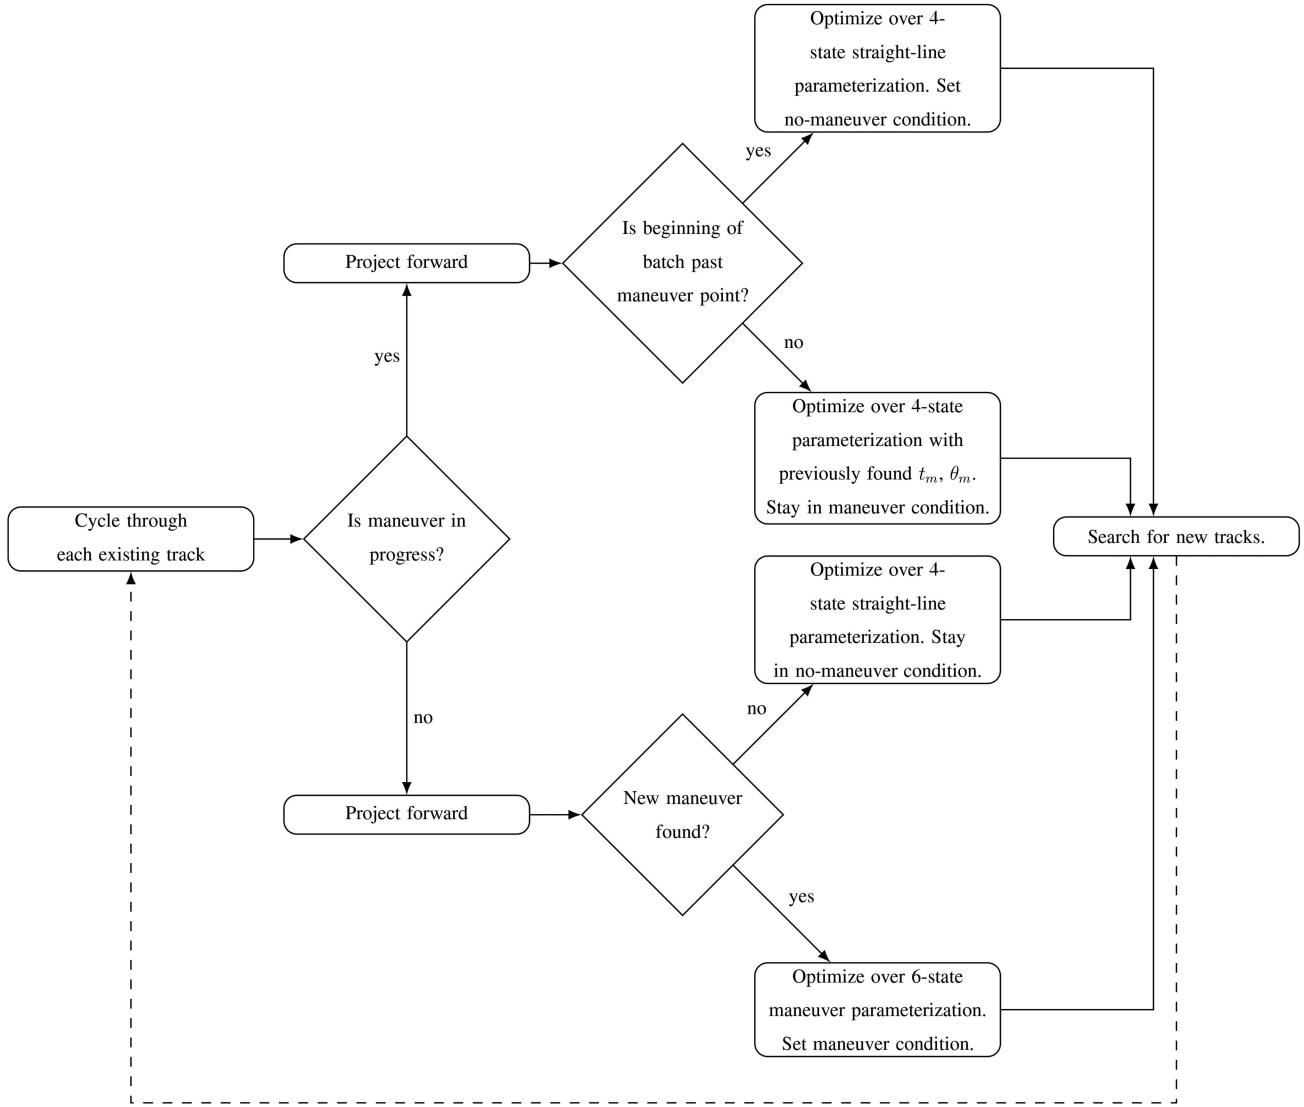 Optimize over 4-
state straight-line
parameterization. Set
no-maneuver condition.
yes
Is beginning of
batch past
maneuver point?
Project forward
no
yes
Optimize over 4-state
parameterization with
previously found $t_m$, $\theta_m$.
Stay in maneuver condition.
Cycle through
each existing track
Is maneuver in
progress?
Search for new tracks.
Optimize over 4-
state straight-line
parameterization. Stay
in no-maneuver condition.
no
no
Project forward
New maneuver
found?
yes
Optimize over 6-state
maneuver parameterization.
Set maneuver condition.